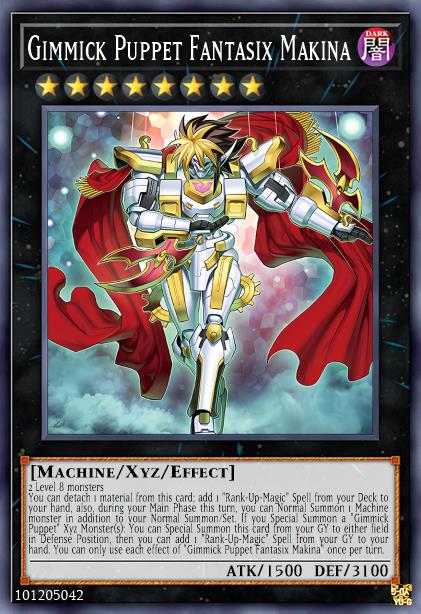 GIMMICK PUPPET FANTASIX MAKINA
DARK
闇
[MACHINE/XYZ/EFFECT]
2 Level 8 monsters
You can detach 1 material from this card; add 1 "Rank-Up-Magic" Spell from your Deck to
your hand, also, during your Main Phase this turn, you can Normal Summon 1 Machine
monster in addition to your Normal Summon/Set. If you Special Summon a "Gimmick
Puppet" Xyz Monster(s): You can Special Summon this card from your GY to either field
in Defense Position, then you can add 1 "Rank-Up-Magic" Spell from your GY to your
hand. You can only use each effect of "Gimmick Puppet Fantasix Makina" once per turn.
ATK/1500 DEF/3100
101205042